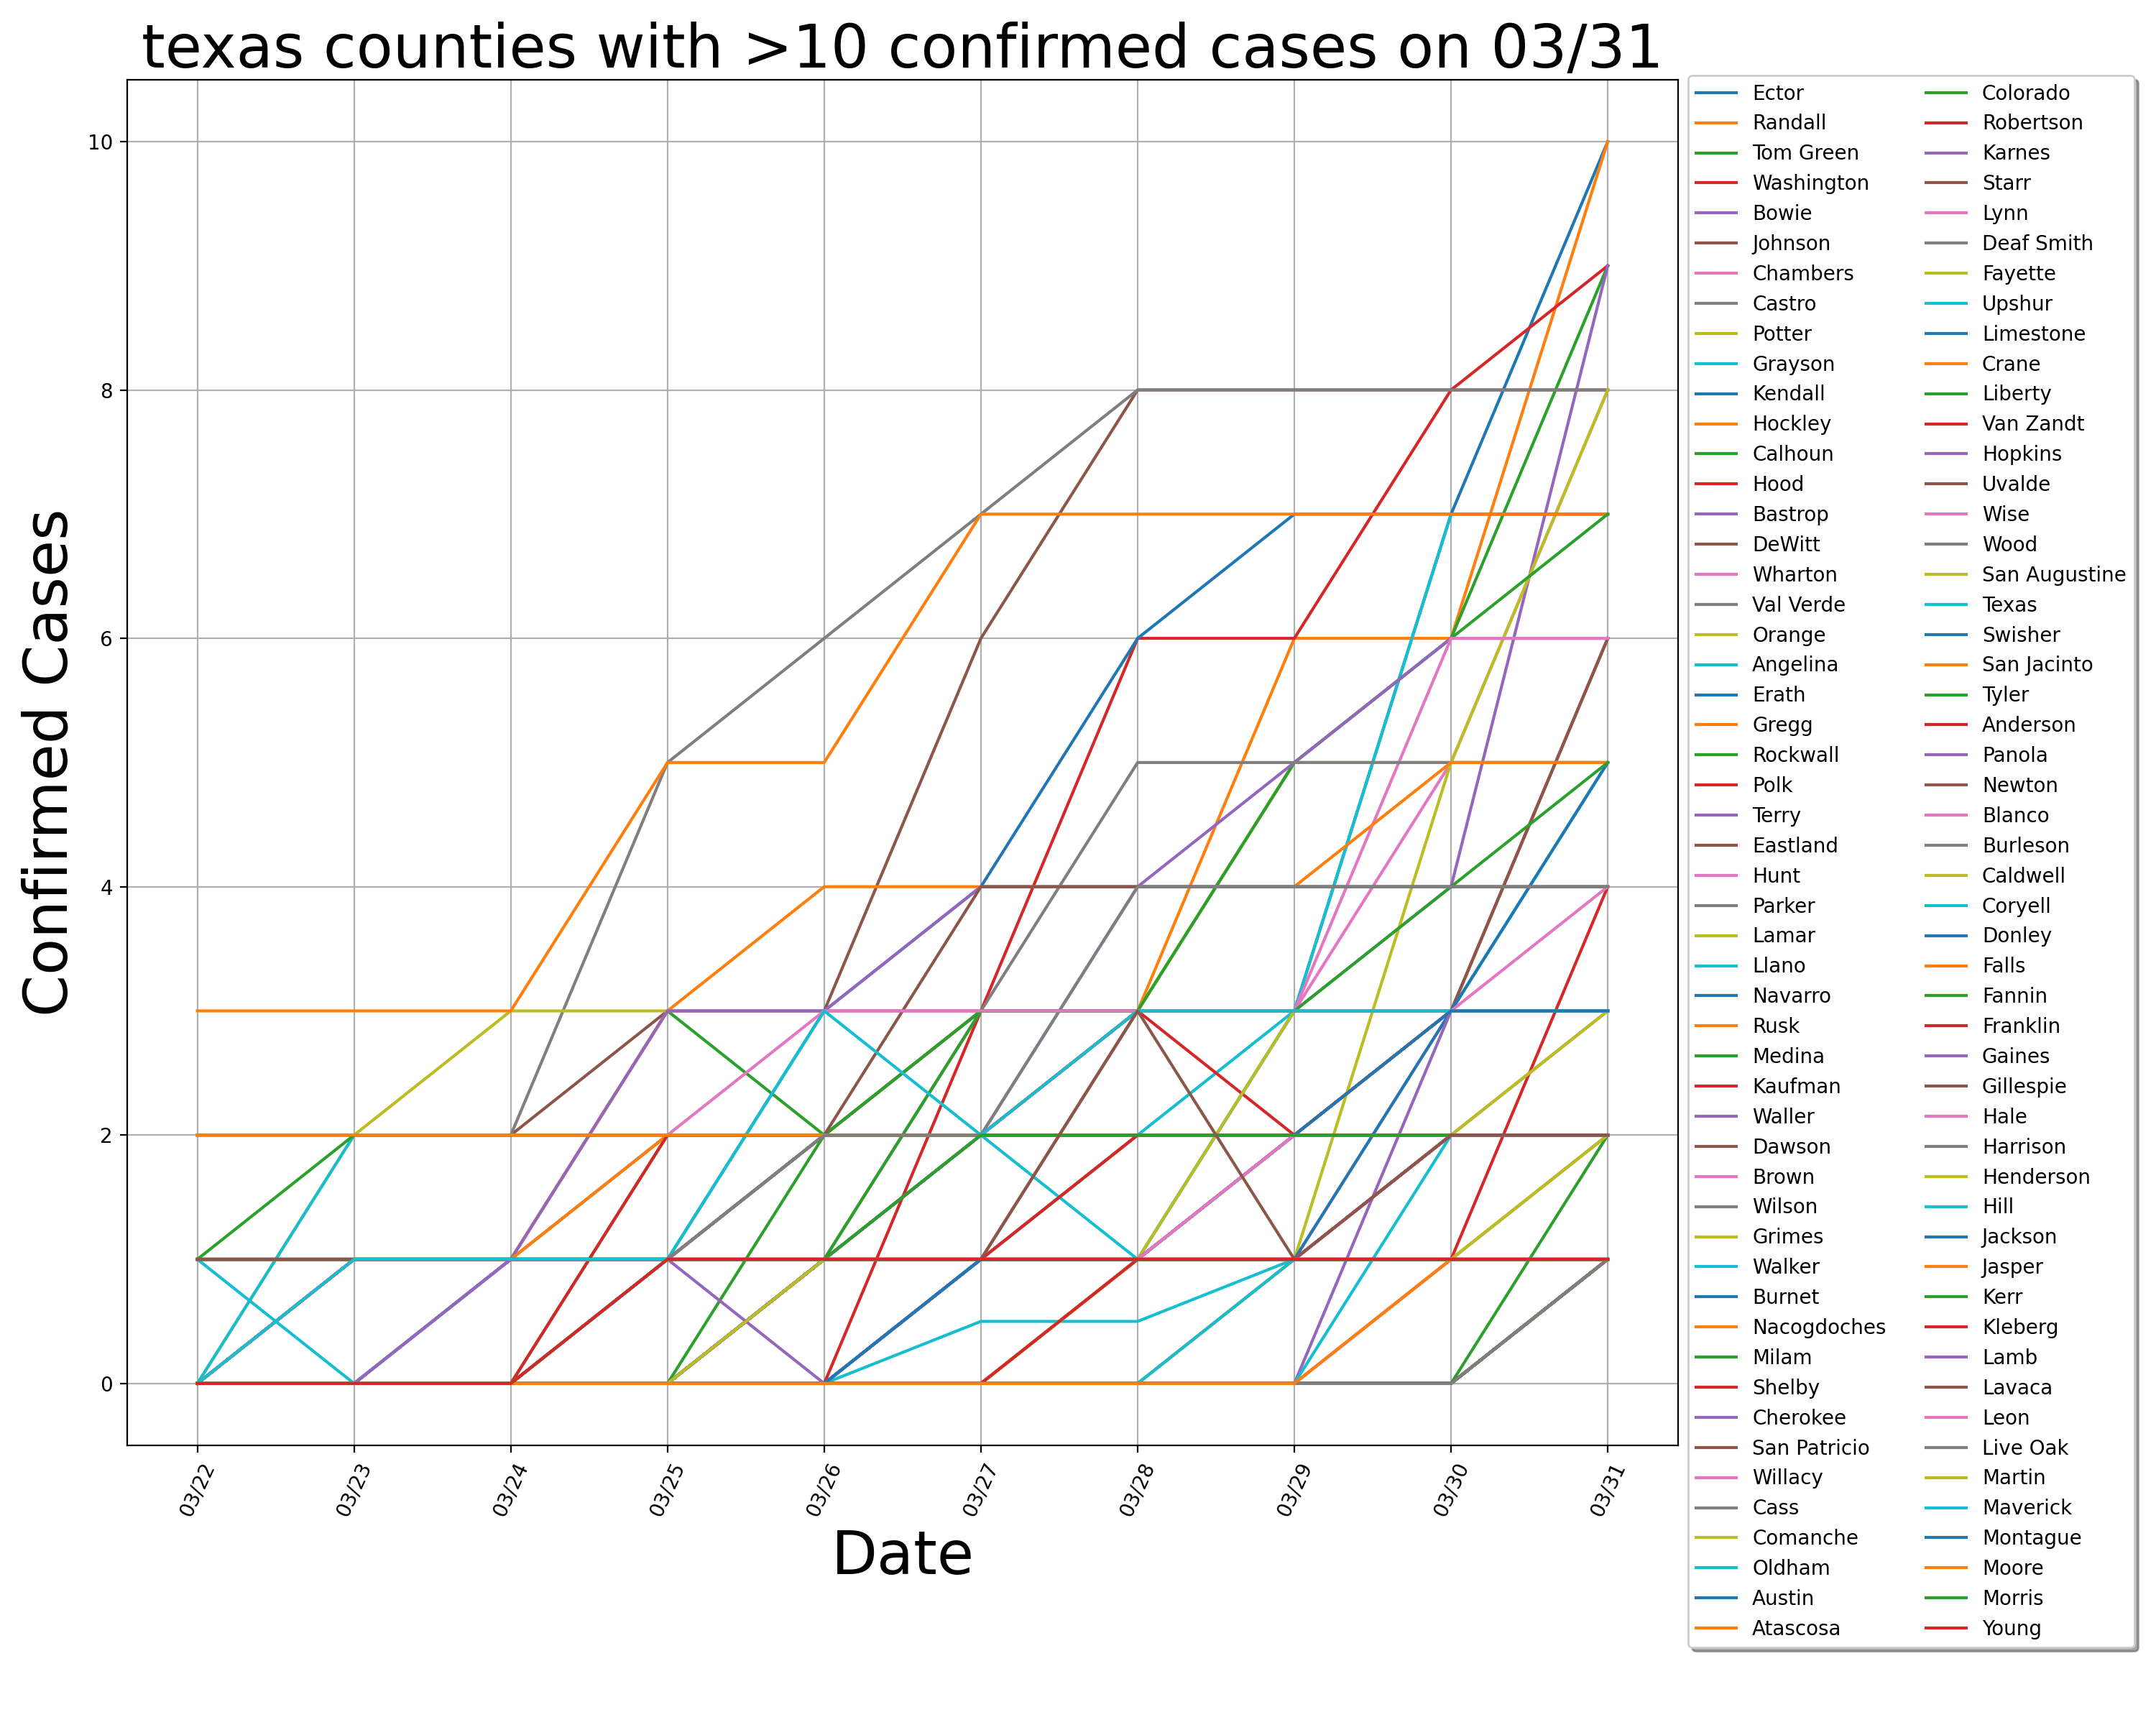 texas counties with >10 confirmed cases on 03/31
Confirmed Cases
10
8
6
4
2
0
03/22
03/23
03/24
03/25
03/26
03/27
03/28
03/29
03/30
03/31
Date
Ector
Randall
Tom Green
Washington
Bowie
Johnson
Chambers
Castro
Potter
Grayson
Kendall
Hockley
Calhoun
Hood
Bastrop
DeWitt
Wharton
Val Verde
Orange
Angelina
Erath
Gregg
Rockwall
Polk
Terry
Eastland
Hunt
Parker
Lamar
Llano
Navarro
Rusk
Medina
Kaufman
Waller
Dawson
Brown
Wilson
Grimes
Walker
Burnet
Nacogdoches
Milam
Shelby
Cherokee
San Patricio
Willacy
Cass
Comanche
Oldham
Austin
Atascosa
Colorado
Robertson
Karnes
Starr
Lynn
Deaf Smith
Fayette
Upshur
Limestone
Crane
Liberty
Van Zandt
Hopkins
Uvalde
Wise
Wood
San Augustine
Texas
Swisher
San Jacinto
Tyler
Anderson
Panola
Newton
Blanco
Burleson
Caldwell
Coryell
Donley
Falls
Fannin
Franklin
Gaines
Gillespie
Hale
Harrison
Henderson
Hill
Jackson
Jasper
Kerr
Kleberg
Lamb
Lavaca
Leon
Live Oak
Martin
Maverick
Montague
Moore
Morris
Young